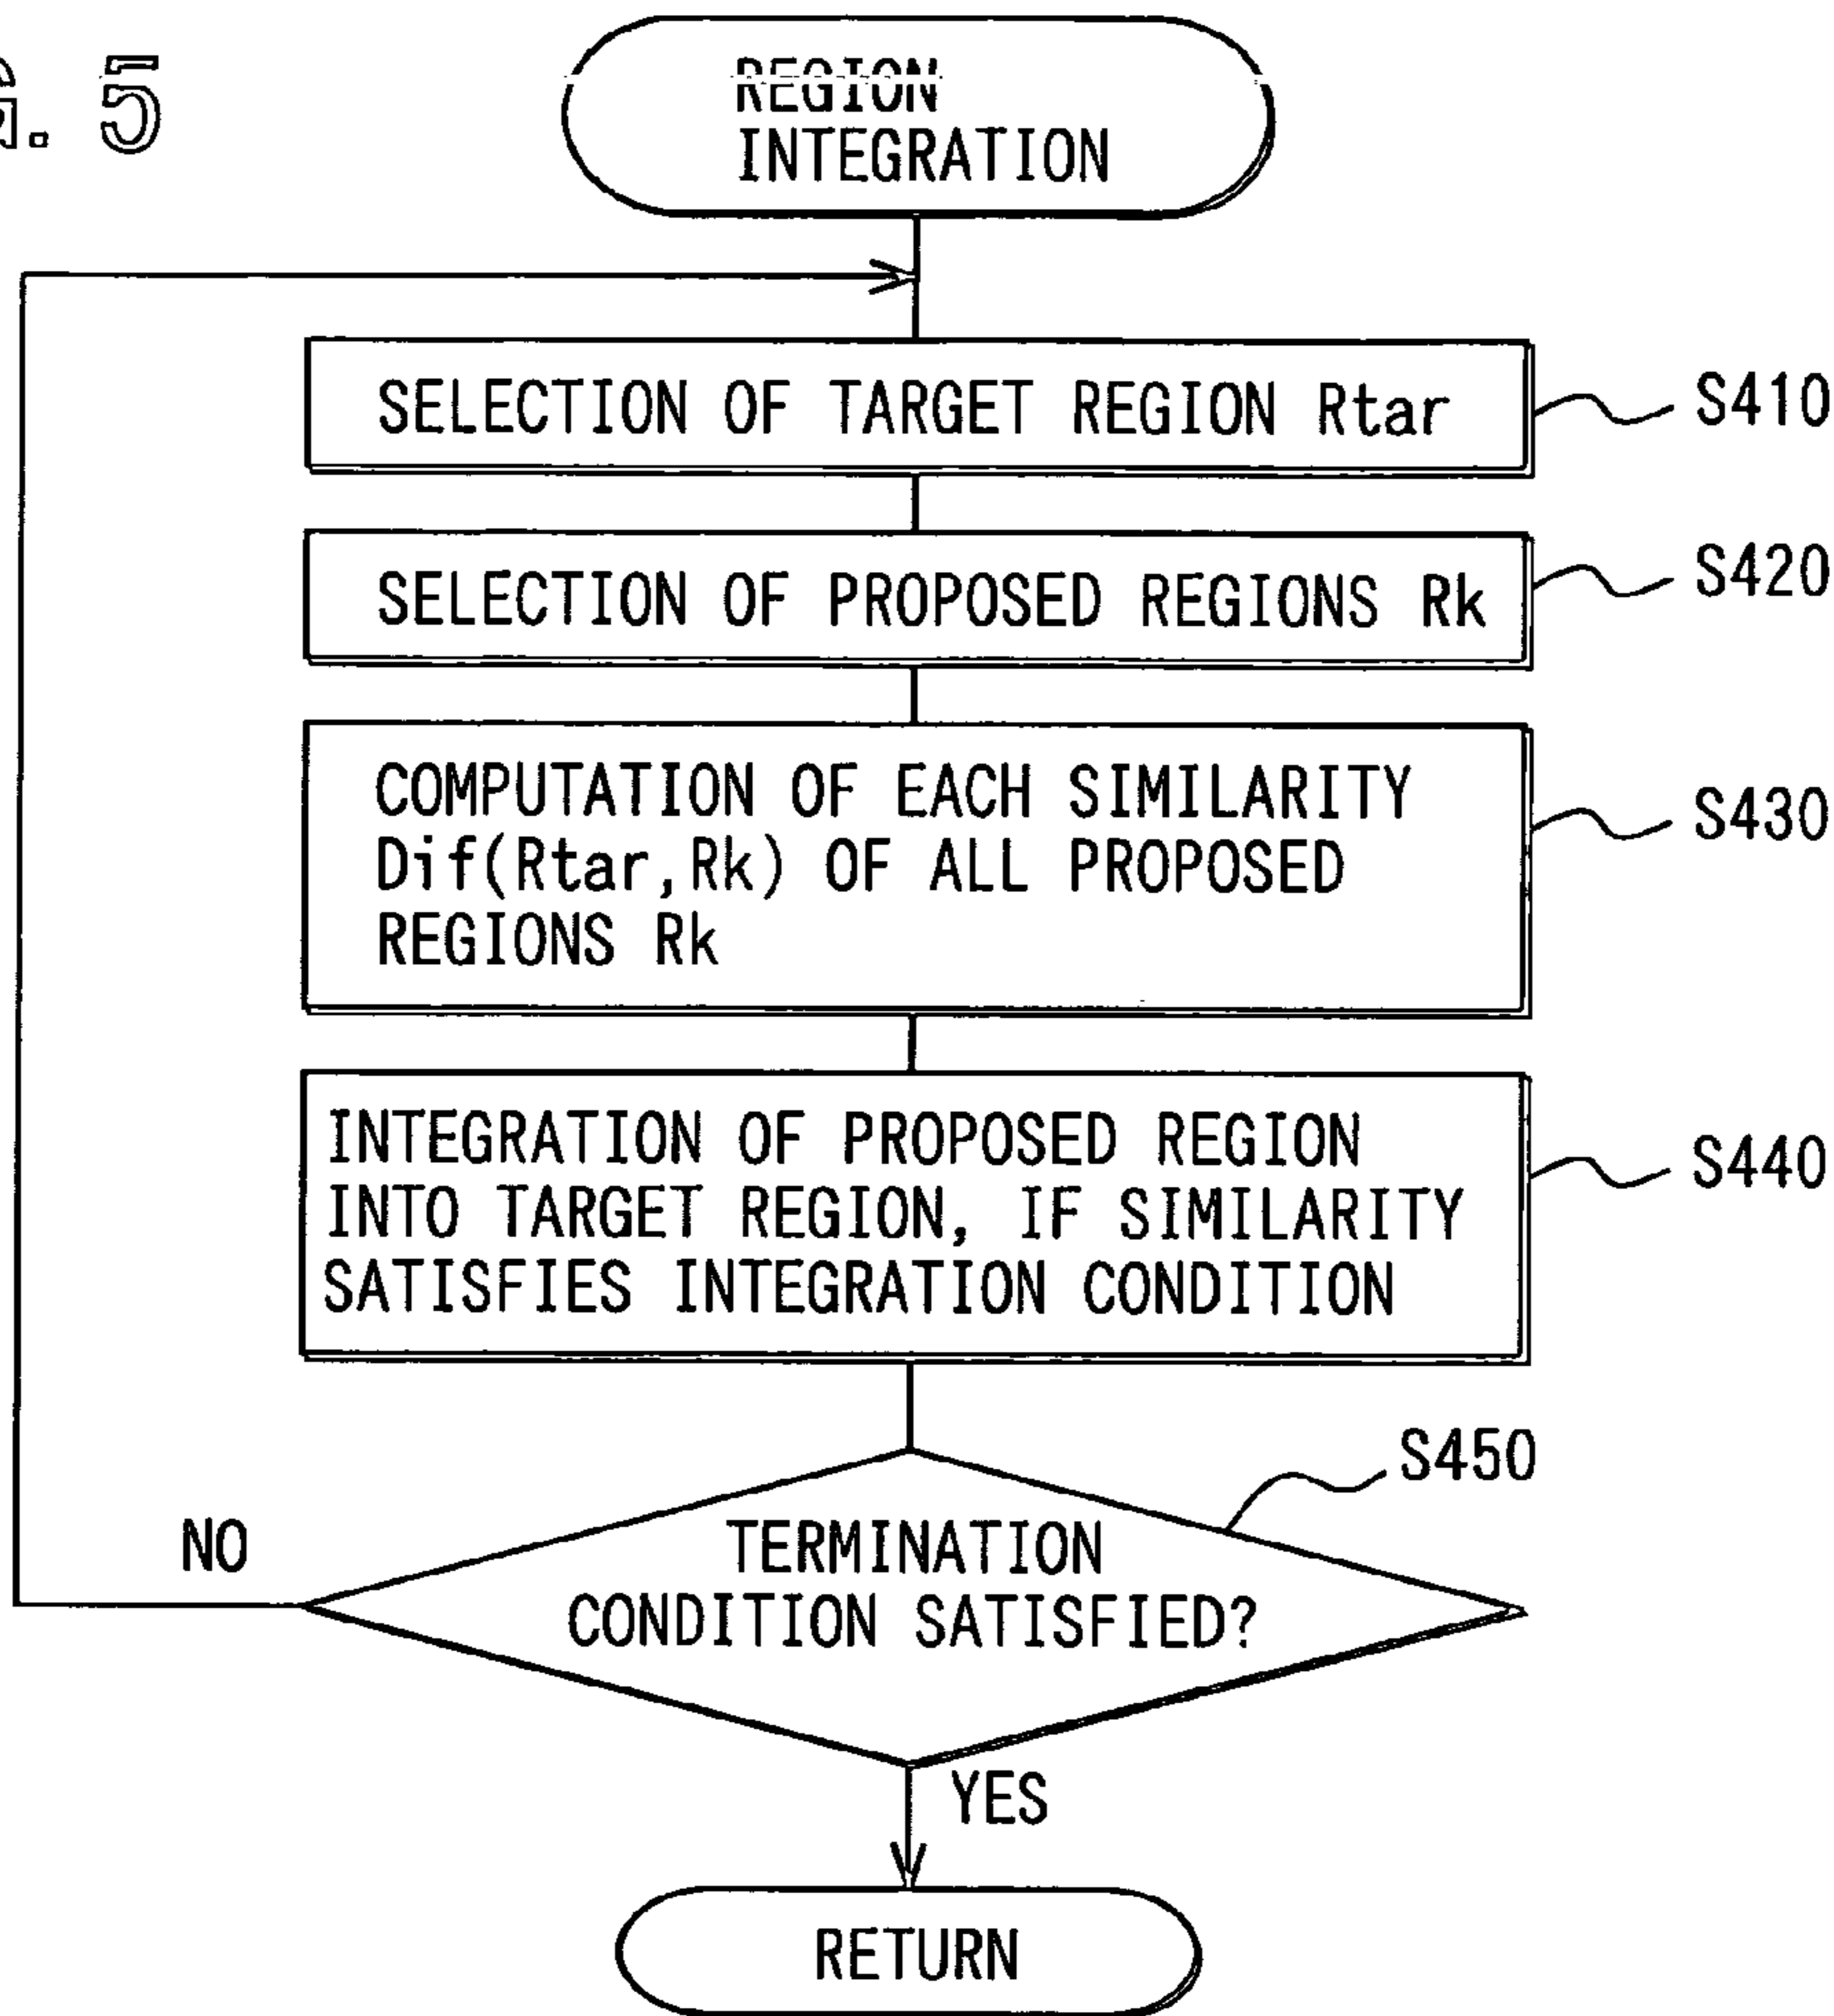 G. 5
REGION
INTEGRATION
SELECTION OF TARGET REGION Rtar
S410
SELECTION OF PROPOSED REGIONS Rk
S420
COMPUTATION OF EACH SIMILARITY
Dif(Rtar,Rk) OF ALL PROPOSED
REGIONS Rk
S430
INTEGRATION OF PROPOSED REGION
INTO TARGET REGION, IF SIMILARITY
SATISFIES INTEGRATION CONDITION
S440
S450
TERMINATION
CONDITION SATISFIED?
NO
YES
RETURN